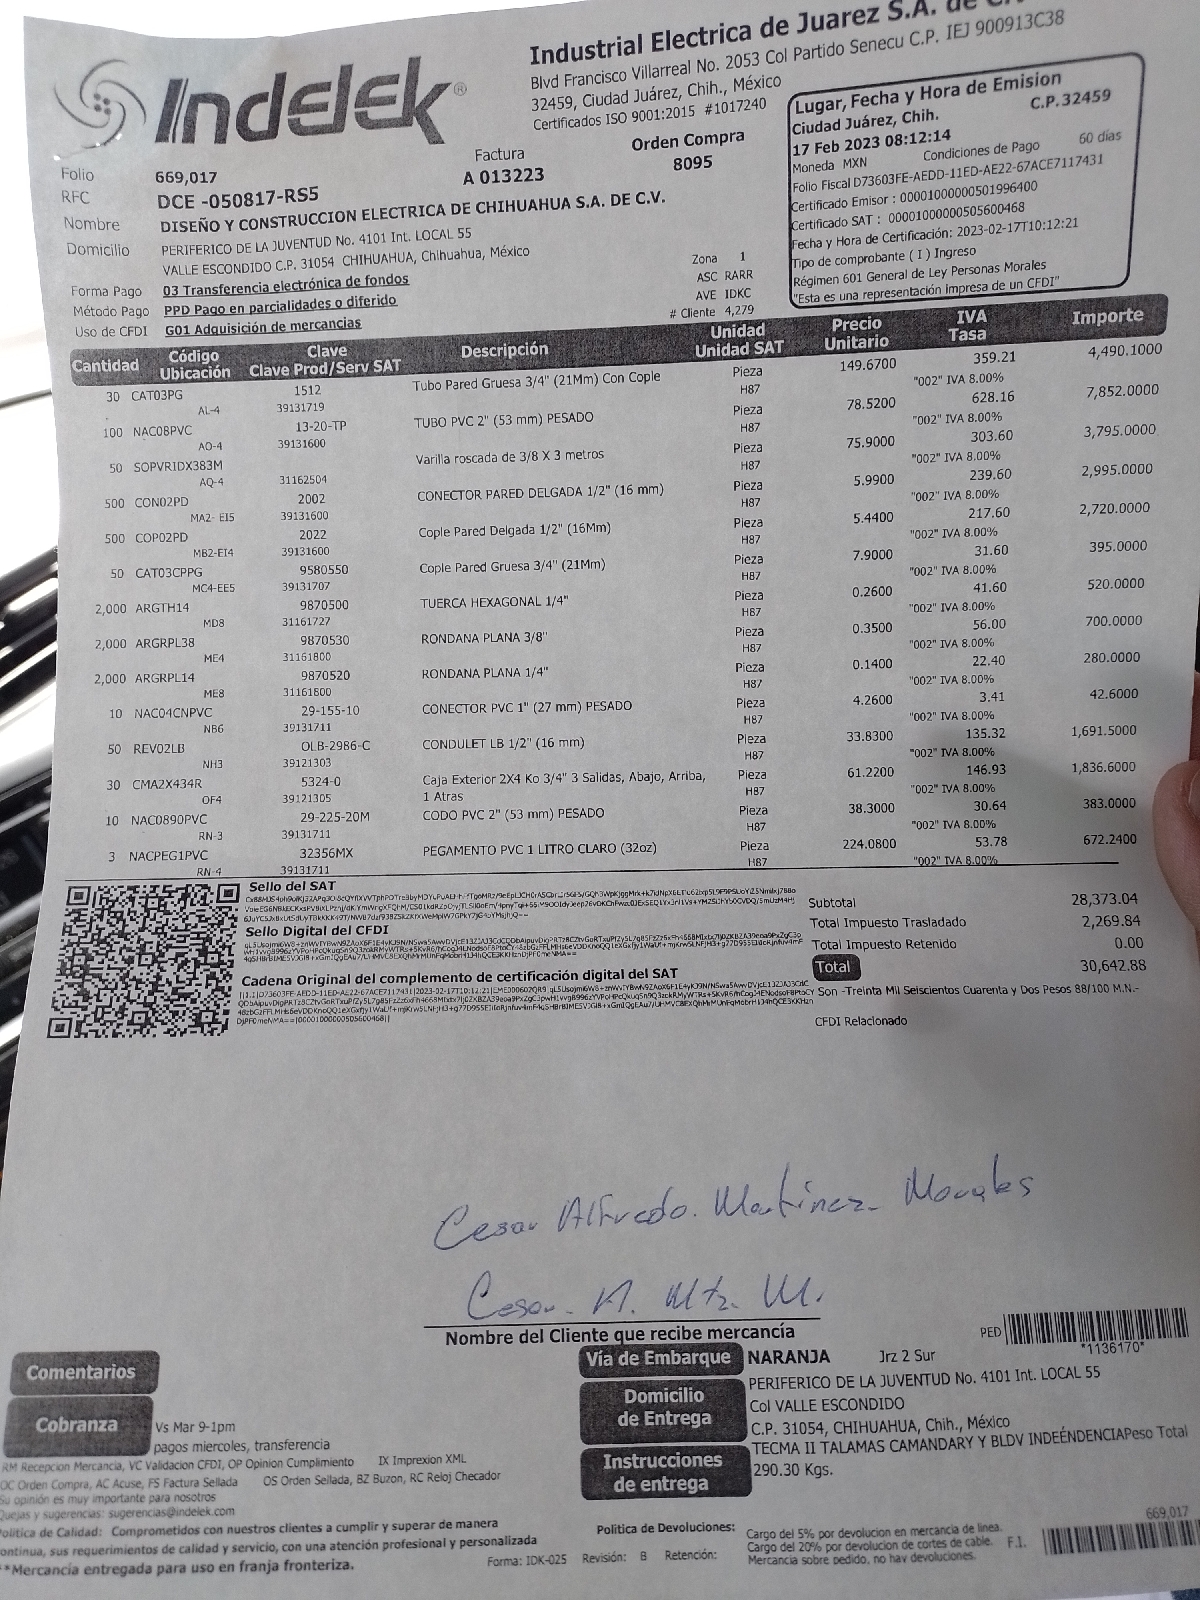 Indelek®
Industrial Electrica de Juarez S.A. de C.V.
Blvd Francisco Villarreal No. 2053 Col Partido Senecu C.P. IEJ 900913C38
32459, Ciudad Juárez, Chih., México
Certificados ISO 9001:2015 #1017240
Lugar, Fecha y Hora de Emision
C.P.32459
Ciudad Juárez, Chih.
17 Feb 2023 08:12:14
Moneda MXN Condiciones de Pago 60 días
Folio Fiscal D73603FE-AEDD-11ED-AE22-67ACE7117431
Certificado Emisor : 00001000000501996400
Certificado SAT : 00001000000505600468
Fecha y Hora de Certificación: 2023-02-17T10:12:21
Tipo de comprobante ( I ) Ingreso
Régimen 601 General de Ley Personas Morales
"Esta es una representación impresa de un CFDI"
Factura Orden Compra
Folio 669,017 A 013223 8095
RFC DCE -050817-RS5
Nombre DISEÑO Y CONSTRUCCION ELECTRICA DE CHIHUAHUA S.A. DE C.V.
Domicilio PERIFERICO DE LA JUVENTUD No. 4101 Int. LOCAL 55
VALLE ESCONDIDO C.P. 31054 CHIHUAHUA, Chihuahua, México
Forma Pago 03 Transferencia electrónica de fondos
Método Pago PPD Pago en parcialidades o diferido
Uso de CFDI G01 Adquisición de mercancias
Zona 1
ASC RARR
AVE IDKC
# Cliente 4,279
Cantidad Código Ubicación Clave Clave Prod/Serv SAT Descripción Unidad Unidad SAT Precio Unitario IVA Tasa Importe
30 CAT03PG 1512 Tubo Pared Gruesa 3/4" (21Mm) Con Cople Pieza 149.6700 359.21 4,490.1000
AL-4 39131719 H87 "002" IVA 8.00%
100 NAC08PVC 13-20-TP TUBO PVC 2" (53 mm) PESADO Pieza 78.5200 628.16 7,852.0000
AO-4 39131600 H87 "002" IVA 8.00%
50 SOPVR1DX383M Varilla roscada de 3/8 X 3 metros Pieza 75.9000 303.60 3,795.0000
AQ-4 31162504 H87 "002" IVA 8.00%
500 CON02PD 2002 CONECTOR PARED DELGADA 1/2" (16 mm) Pieza 5.9900 239.60 2,995.0000
MA2- EI5 39131600 H87 "002" IVA 8.00%
500 COP02PD 2022 Cople Pared Delgada 1/2" (16Mm) Pieza 5.4400 217.60 2,720.0000
MB2-EI4 39131600 H87 "002" IVA 8.00%
50 CAT03CPPG 9580550 Cople Pared Gruesa 3/4" (21Mm) Pieza 7.9000 31.60 395.0000
MC4-EE5 39131707 H87 "002" IVA 8.00%
2,000 ARGTH14 9870500 TUERCA HEXAGONAL 1/4" Pieza 0.2600 41.60 520.0000
MD8 31161727 H87 "002" IVA 8.00%
2,000 ARGRPL38 9870530 RONDANA PLANA 3/8" Pieza 0.3500 56.00 700.0000
ME4 31161800 H87 "002" IVA 8.00%
2,000 ARGRPL14 9870520 RONDANA PLANA 1/4" Pieza 0.1400 22.40 280.0000
ME8 31161800 H87 "002" IVA 8.00%
10 NAC04CNPVC 29-155-10 CONECTOR PVC 1" (27 mm) PESADO Pieza 4.2600 3.41 42.6000
NB6 39131711 H87 "002" IVA 8.00%
50 REV02LB OLB-2986-C CONDULET LB 1/2" (16 mm) Pieza 33.8300 135.32 1,691.5000
NH3 39121303 H87 "002" IVA 8.00%
30 CMA2X434R 5324-0 Caja Exterior 2X4 Ko 3/4" 3 Salidas, Abajo, Arriba, Pieza 61.2200 146.93 1,836.6000
OF4 39121305 1 Atras H87 "002" IVA 8.00%
10 NAC0890PVC 29-225-20M CODO PVC 2" (53 mm) PESADO Pieza 38.3000 30.64 383.0000
RN-3 39131711 H87 "002" IVA 8.00%
3 NACPEG1PVC 32356MX PEGAMENTO PVC 1 LITRO CLARO (32oz) Pieza 224.0800 53.78 672.2400
RN-4 39131711 H87 "002" IVA 8.00%
Sello del SAT
Sello Digital del CFDI
Cadena Original del complemento de certificación digital del SAT
Subtotal 28,373.04
Total Impuesto Trasladado 2,269.84
Total Impuesto Retenido 0.00
Total 30,642.88
Son -Treinta Mil Seiscientos Cuarenta y Dos Pesos 88/100 M.N.-
CFDI Relacionado
Cesar Alfredo. Martinez. Morales
Cesar. A. Mtz. M.
Nombre del Cliente que recibe mercancía
PED *1136170*
Comentarios
Cobranza Vs Mar 9-1pm
pagos miercoles, transferencia
Vía de Embarque NARANJA Jrz 2 Sur
Domicilio de Entrega PERIFERICO DE LA JUVENTUD No. 4101 Int. LOCAL 55
Col VALLE ESCONDIDO
C.P. 31054, CHIHUAHUA, Chih., México
Instrucciones de entrega TECMA II TALAMAS CAMANDARY Y BLDV INDEÉNDENCIAPeso Total
290.30 Kgs.
RM Recepcion Mercancia, VC Validacion CFDI, OP Opinion Cumplimiento IX Impresion XML
OC Orden Compra, AC Acuse, FS Factura Sellada OS Orden Sellada, BZ Buzon, RC Reloj Checador
Su opinión es muy importante para nosotros
Quejas y sugerencias: sugerencias@indelek.com
Política de Calidad: Comprometidos con nuestros clientes a cumplir y superar de manera
continua, sus requerimientos de calidad y servicio, con una atención profesional y personalizada
**Mercancia entregada para uso en franja fronteriza.
Forma: IDK-025 Revisión: B Retención:
Politica de Devoluciones: Cargo del 5% por devolucion en mercancia de linea.
Cargo del 20% por devolucion de cortes de cable. F.1.
Mercancia sobre pedido, no hay devoluciones.
669,017